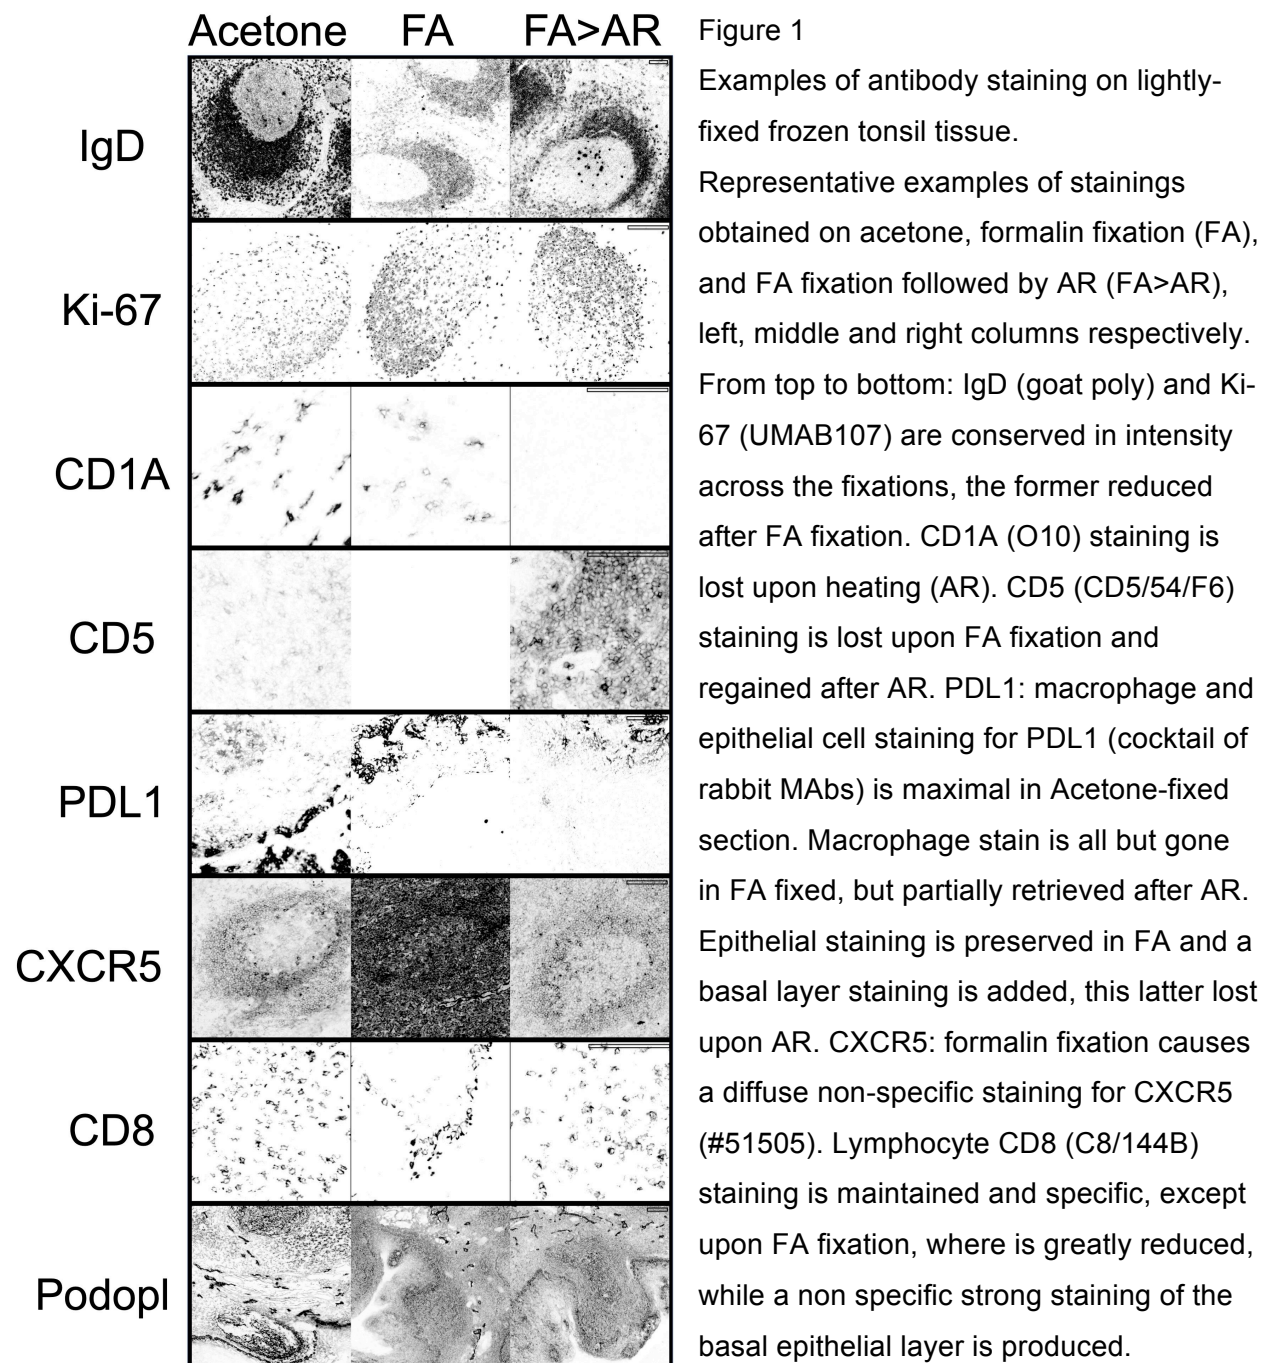 Acetone FA FA>AR
IgD
Ki-67
CD1A
CD5
PDL1
CXCR5
CD8
Podopl
Figure 1
Examples of antibody staining on lightly-
fixed frozen tonsil tissue.
Representative examples of stainings
obtained on acetone, formalin fixation (FA),
and FA fixation followed by AR (FA>AR),
left, middle and right columns respectively.
From top to bottom: IgD (goat poly) and Ki-
67 (UMAB107) are conserved in intensity
across the fixations, the former reduced
after FA fixation. CD1A (O10) staining is
lost upon heating (AR). CD5 (CD5/54/F6)
staining is lost upon FA fixation and
regained after AR. PDL1: macrophage and
epithelial cell staining for PDL1 (cocktail of
rabbit MAbs) is maximal in Acetone-fixed
section. Macrophage stain is all but gone
in FA fixed, but partially retrieved after AR.
Epithelial staining is preserved in FA and a
basal layer staining is added, this latter lost
upon AR. CXCR5: formalin fixation causes
a diffuse non-specific staining for CXCR5
(#51505). Lymphocyte CD8 (C8/144B)
staining is maintained and specific, except
upon FA fixation, where is greatly reduced,
while a non specific strong staining of the
basal epithelial layer is produced.